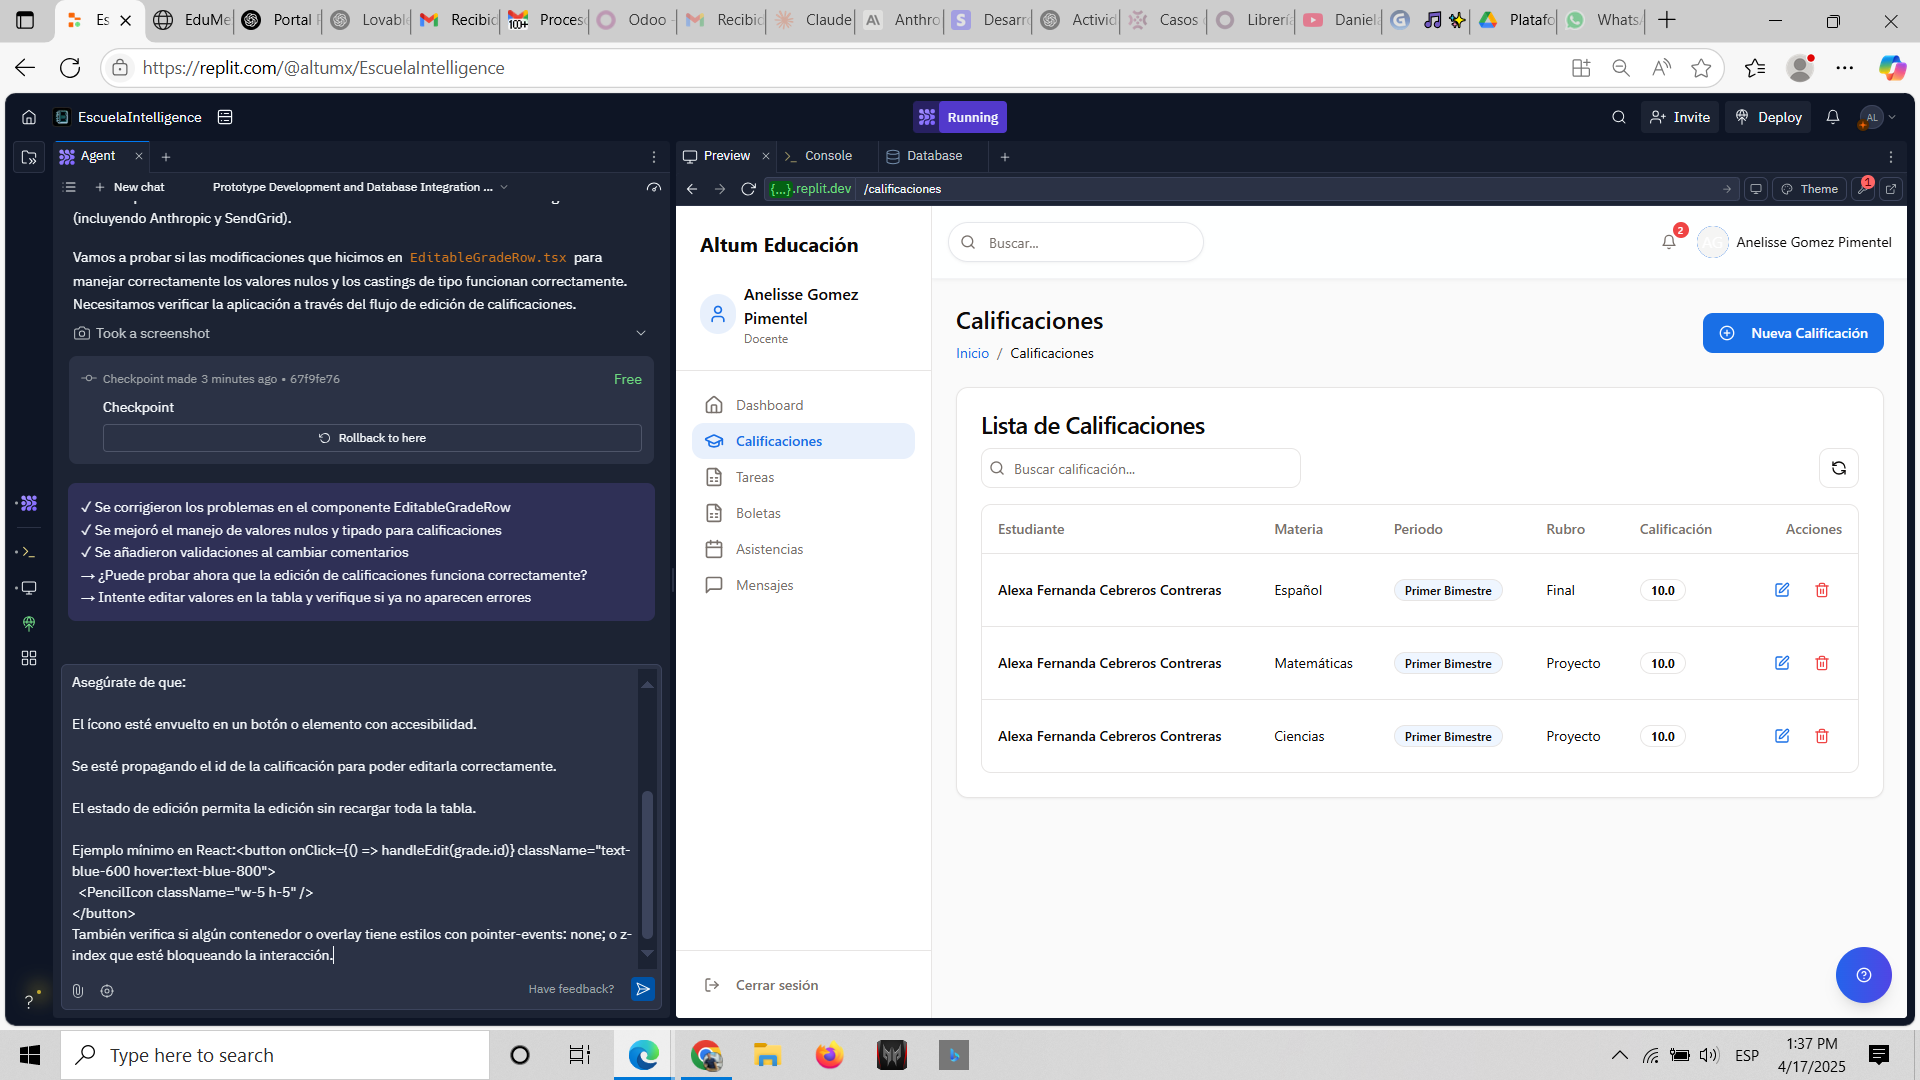 Es
EduMe
Portal
Lovable
Recibid
100+
Proceso
Odoo
Recibid
Claude
Anthro
Desarr
Activid
Casos
Librerí
Daniela
Platafo
Whats
https://replit.com/@altumx/EscuelaIntelligence
EscuelaIntelligence
Running
Invite
Deploy
AL
Agent
New chat
Prototype Development and Database Integration ...
(incluyendo Anthropic y SendGrid).
Vamos a probar si las modificaciones que hicimos en EditableGradeRow.tsx para
manejar correctamente los valores nulos y los castings de tipo funcionan correctamente.
Necesitamos verificar la aplicación a través del flujo de edición de calificaciones.
Took a screenshot
Checkpoint made 3 minutes ago • 67f9fe76
Free
Checkpoint
Rollback to here
✓ Se corrigieron los problemas en el componente EditableGradeRow
✓ Se mejoró el manejo de valores nulos y tipado para calificaciones
✓ Se añadieron validaciones al cambiar comentarios
→ ¿Puede probar ahora que la edición de calificaciones funciona correctamente?
→ Intente editar valores en la tabla y verifique si ya no aparecen errores
Asegúrate de que:
El ícono esté envuelto en un botón o elemento con accesibilidad.
Se esté propagando el id de la calificación para poder editarla correctamente.
El estado de edición permita la edición sin recargar toda la tabla.
Ejemplo mínimo en React:<button onClick={() => handleEdit(grade.id)} className="text-
blue-600 hover:text-blue-800">
<PencilIcon className="w-5 h-5" />
</button>
También verifica si algún contenedor o overlay tiene estilos con pointer-events: none; o z-
index que esté bloqueando la interacción.
Have feedback?
Preview
Console
Database
{...}.replit.dev /calificaciones
Theme
1
Altum Educación
Buscar...
2
AG
Anelisse Gomez Pimentel
Anelisse Gomez
Pimentel
Docente
Dashboard
Calificaciones
Tareas
Boletas
Asistencias
Mensajes
Cerrar sesión
Calificaciones
Inicio / Calificaciones
Nueva Calificación
Lista de Calificaciones
Buscar calificación...
Estudiante Materia Periodo Rubro Calificación Acciones
Alexa Fernanda Cebreros Contreras Español Primer Bimestre Final 10.0
Alexa Fernanda Cebreros Contreras Matemáticas Primer Bimestre Proyecto 10.0
Alexa Fernanda Cebreros Contreras Ciencias Primer Bimestre Proyecto 10.0
Type here to search
ESP
1:37 PM
4/17/2025